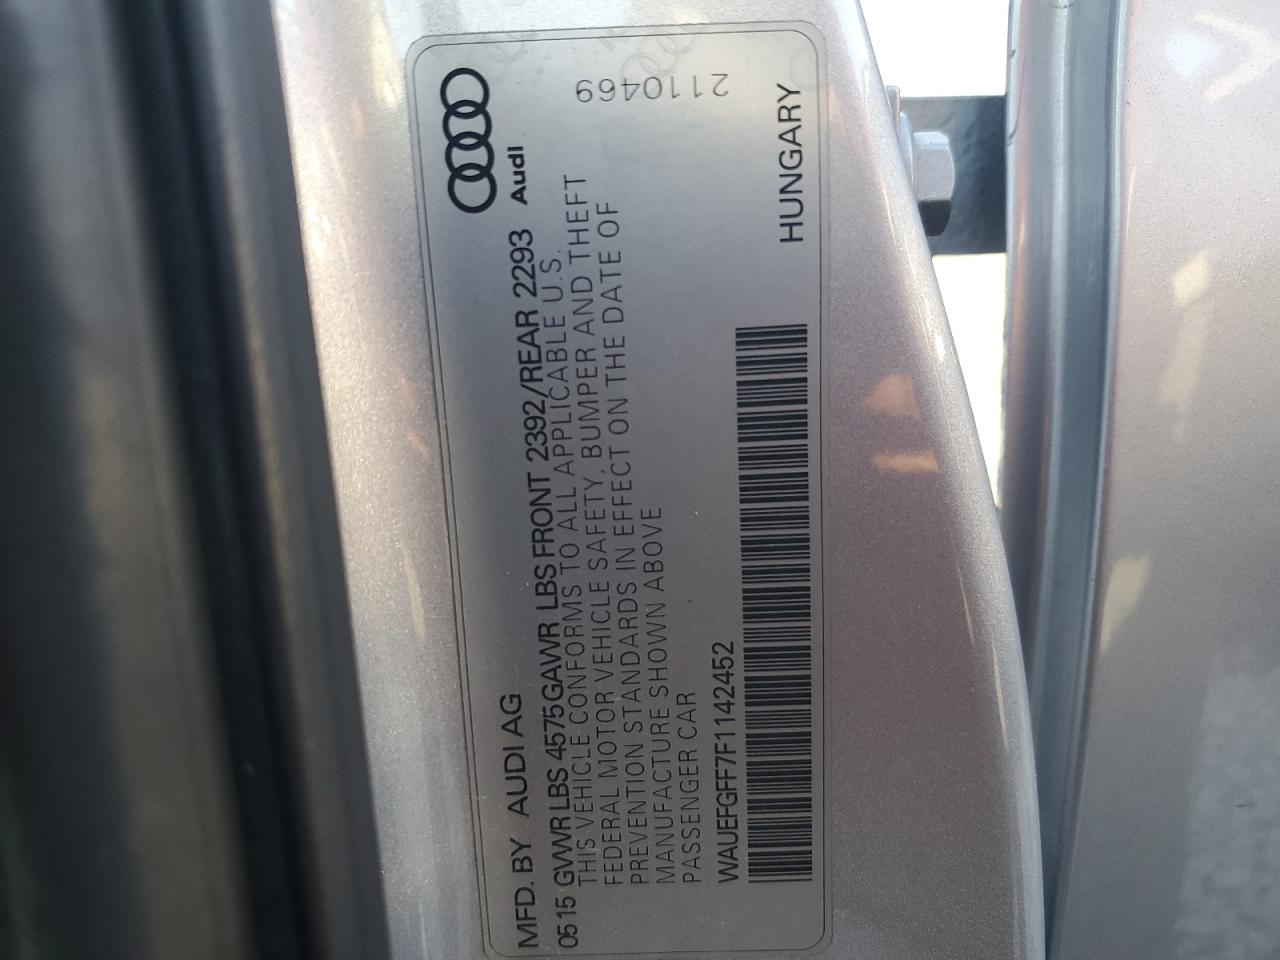 MFD. BY AUDI AG
0515 GVWR LBS 4575 GAWR LBS FRONT 2392/REAR 2293
Audi
THIS VEHICLE CONFORMS TO ALL APPLICABLE U.S.
FEDERAL MOTOR VEHICLE SAFETY, BUMPER AND THEFT
PREVENTION STANDARDS IN EFFECT ON THE DATE OF
MANUFACTURE SHOWN ABOVE
PASSENGER CAR
WAUEFGFF7F1142452
HUNGARY
2110469